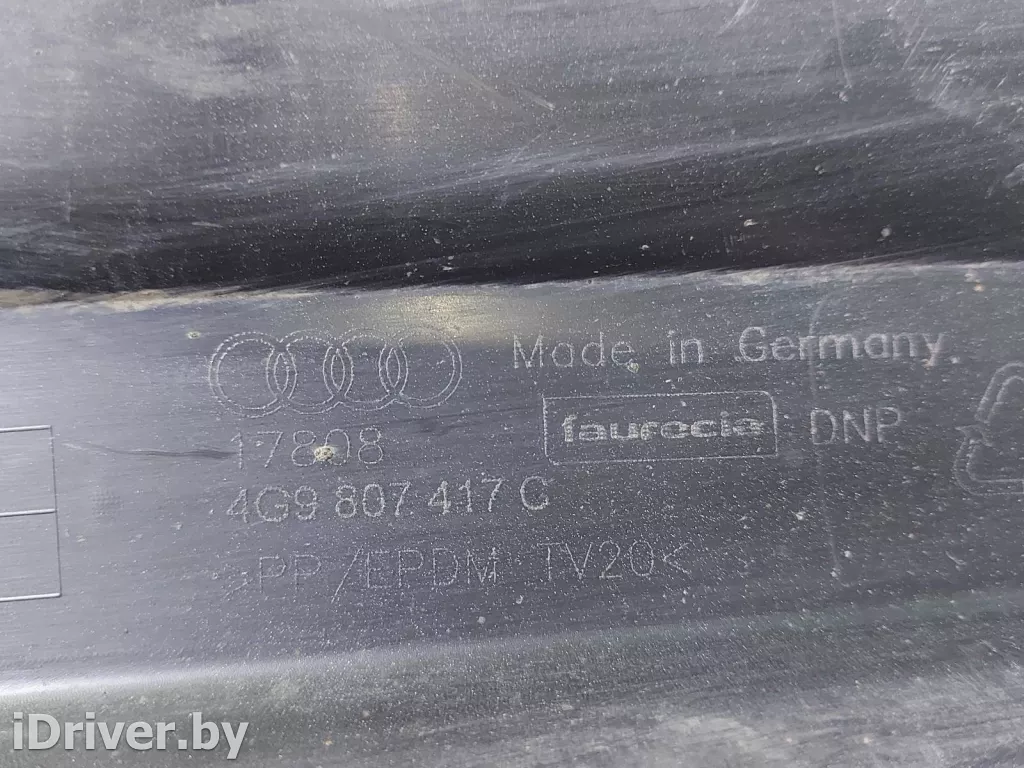 Made in Germany
faurecia DNP
17808
4G9 807 417 C
>PP/EPDM TV20<
iDriver.by